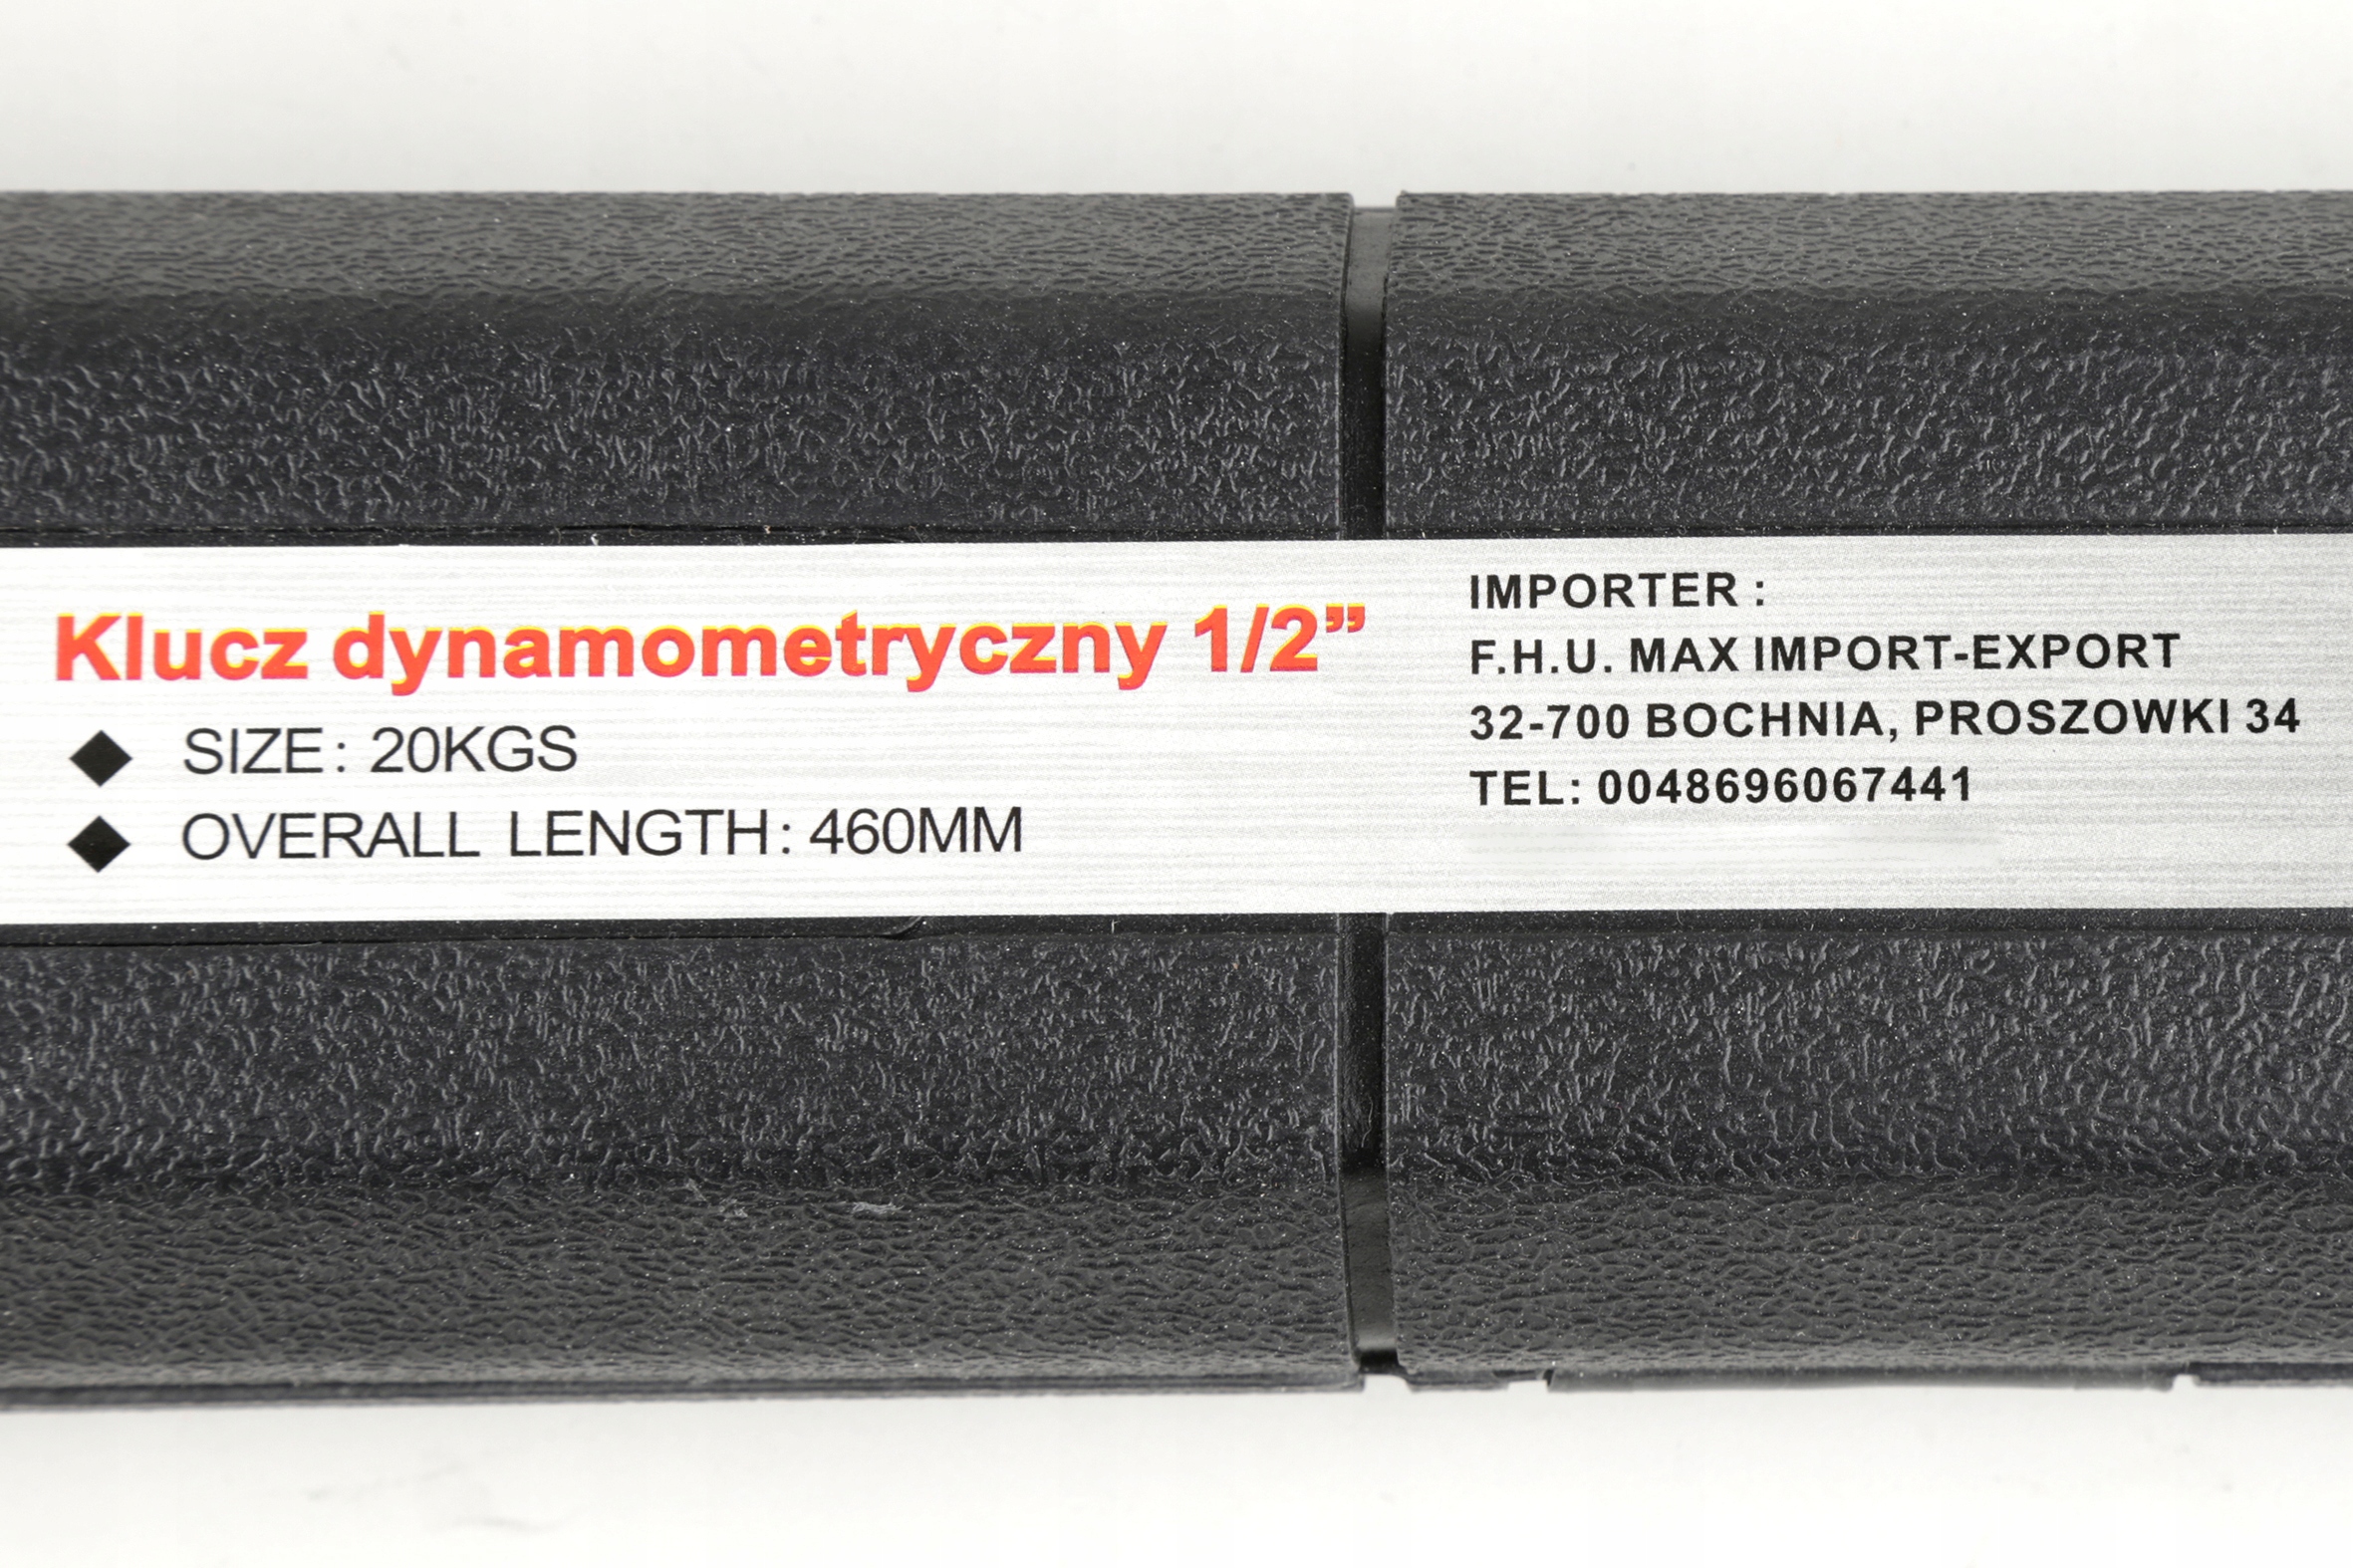 Klucz dynamometryczny 1/2”
◆ SIZE: 20KGS
◆ OVERALL LENGTH: 460MM
IMPORTER :
F.H.U. MAX IMPORT-EXPORT
32-700 BOCHNIA, PROSZOWKI 34
TEL: 0048696067441